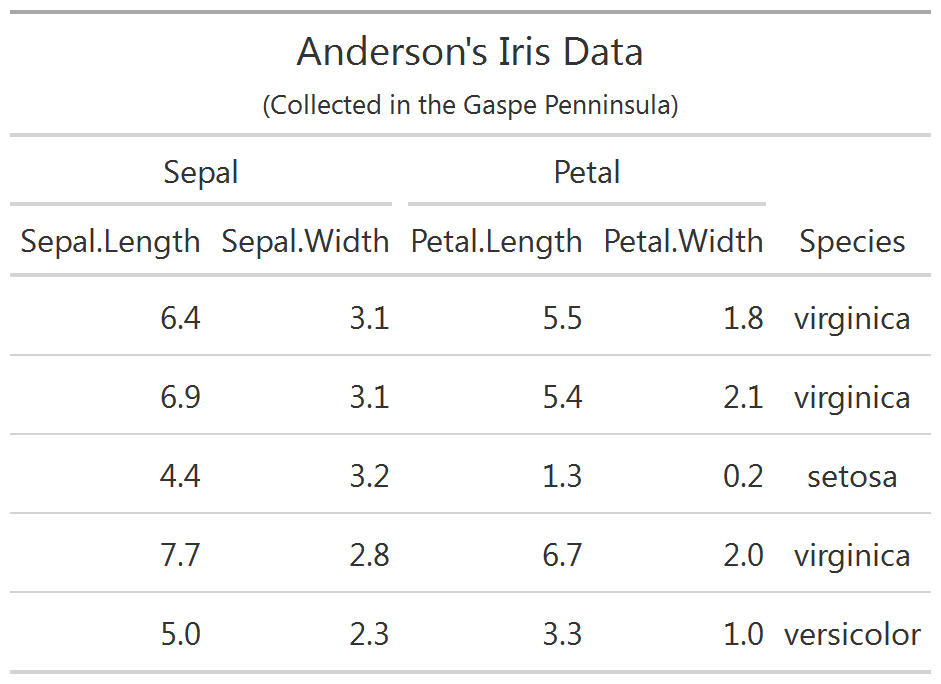 Anderson's Iris Data
(Collected in the Gaspe Penninsula)
Sepal Petal
Sepal.Length Sepal.Width Petal.Length Petal.Width Species
6.4 3.1 5.5 1.8 virginica
6.9 3.1 5.4 2.1 virginica
4.4 3.2 1.3 0.2 setosa
7.7 2.8 6.7 2.0 virginica
5.0 2.3 3.3 1.0 versicolor